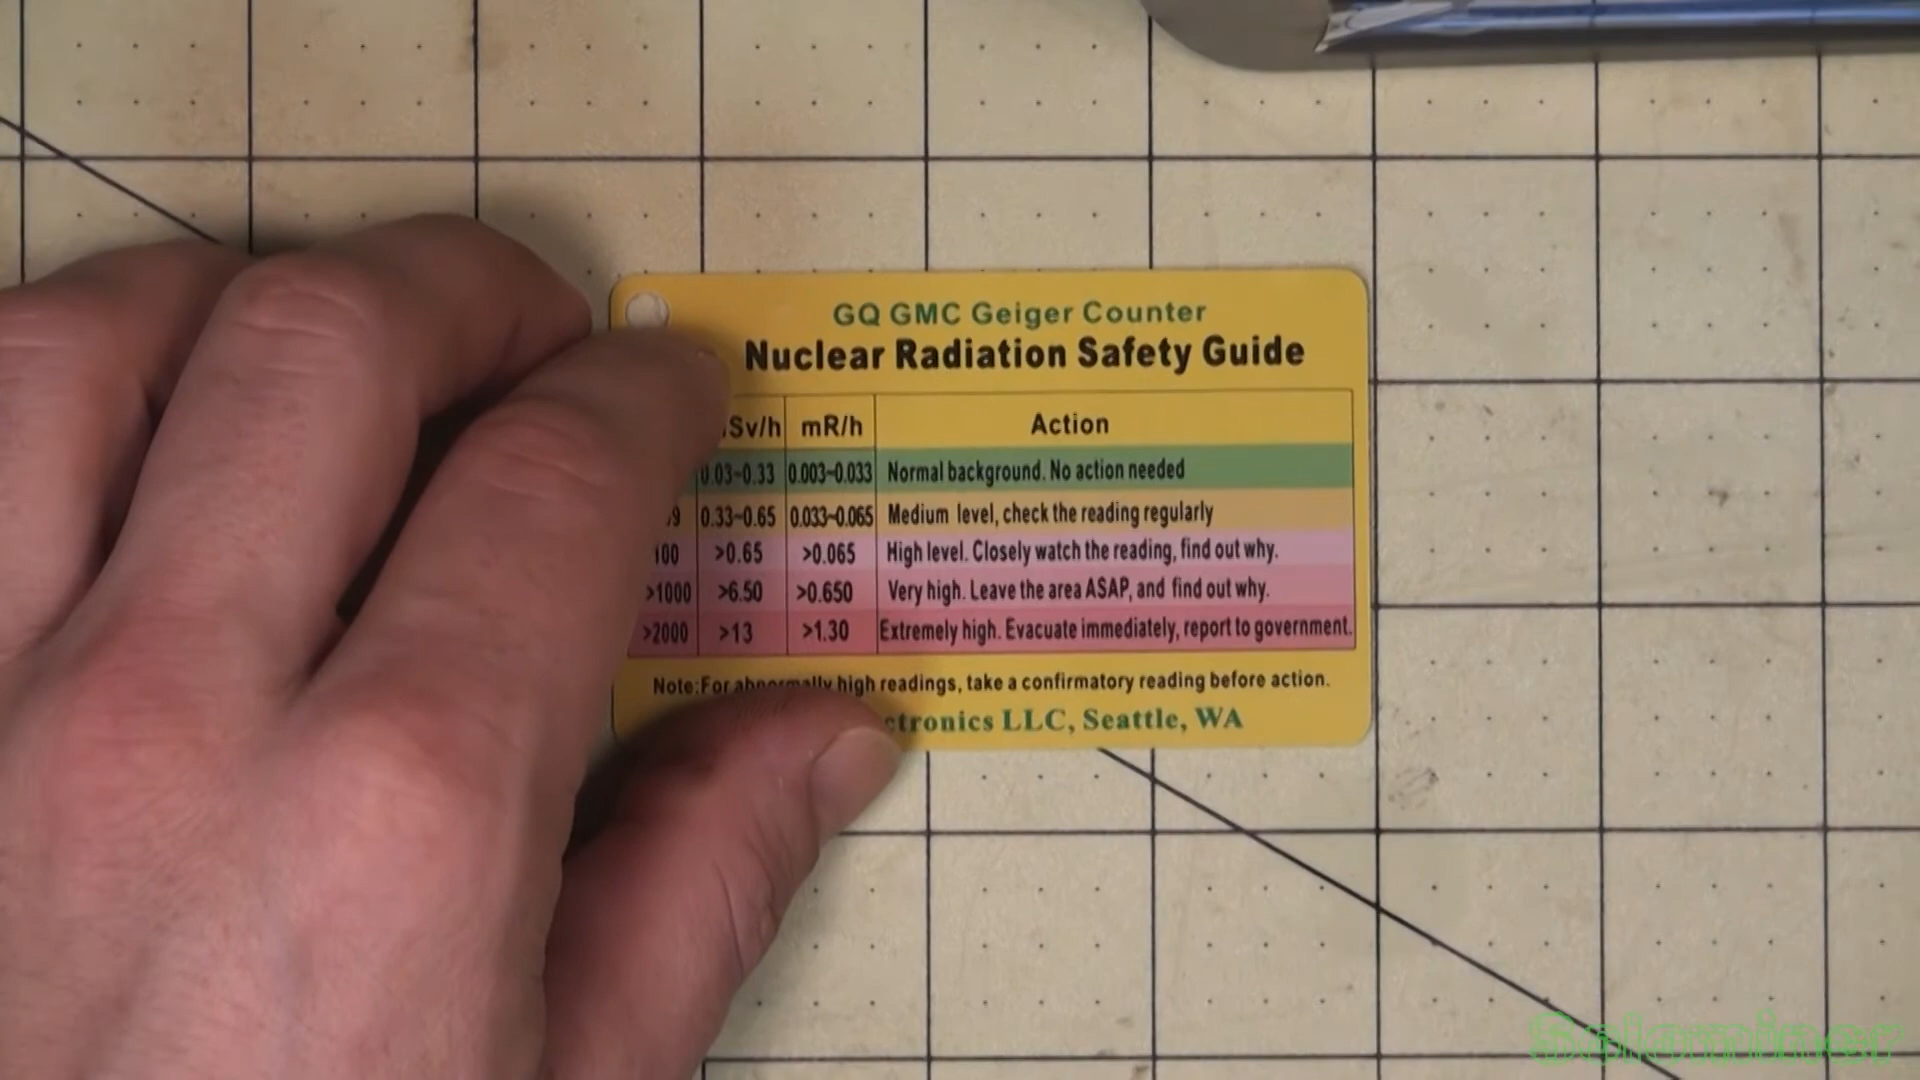 GQ GMC Geiger Counter
Nuclear Radiation Safety Guide
Sv/h mR/h Action
0.03~0.33 0.003~0.033 Normal background. No action needed
0.33~0.65 0.033~0.065 Medium level, check the reading regularly
100 >0.65 >0.065 High level. Closely watch the reading, find out why.
>1000 >6.50 >0.650 Very high. Leave the area ASAP, and find out why.
>2000 >13 >1.30 Extremely high. Evacuate immediately, report to government.
Note:For abnormally high readings, take a confirmatory reading before action.
ctronics LLC, Seattle, WA